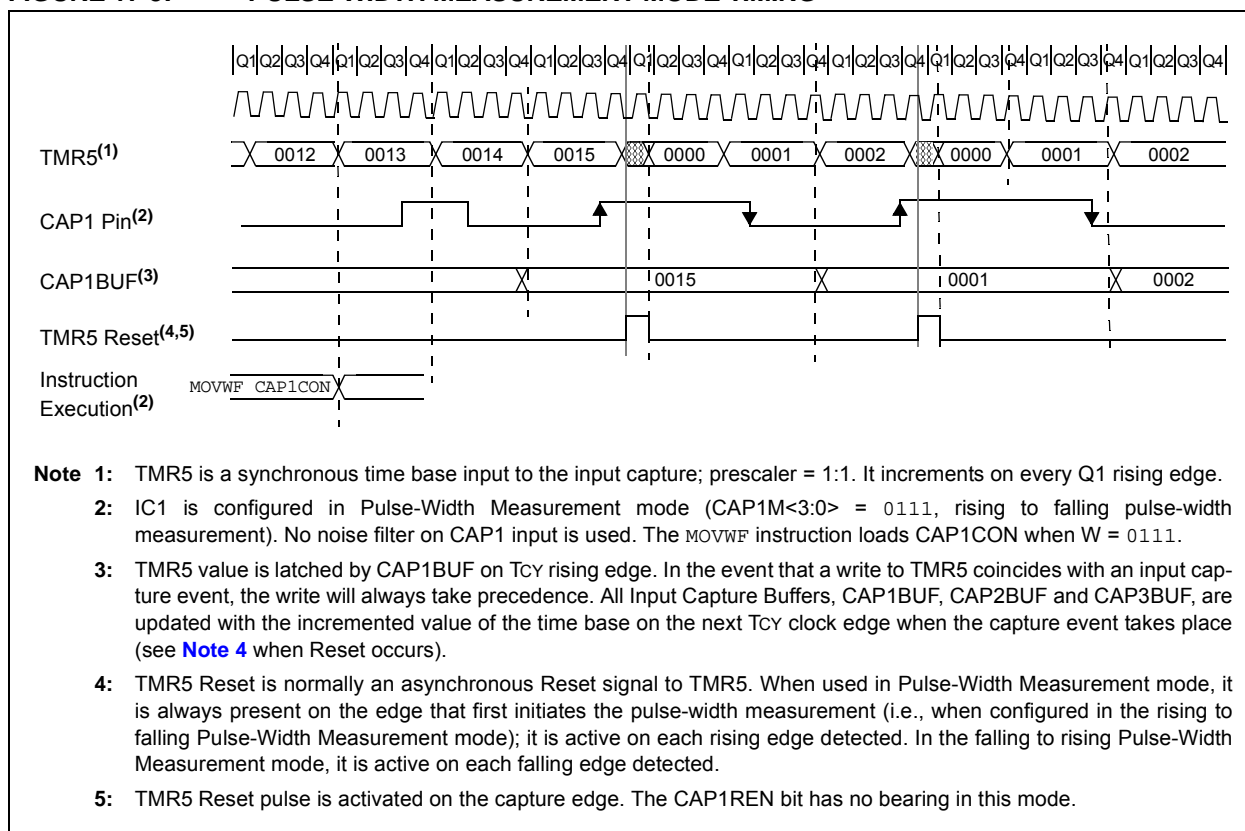 Q1 Q2 Q3 Q4 Q1 Q2 Q3 Q4 Q1 Q2 Q3 Q4 Q1 Q2 Q3 Q4 Q1 Q2 Q3 Q4 Q1 Q2 Q3 Q4 Q1 Q2 Q3 Q4 Q1 Q2 Q3 Q4 Q1 Q2 Q3 Q4 Q1 Q2 Q3 Q4
TMR5(1) 0012 0013 0014 0015 0000 0001 0002 0000 0001 0002
CAP1 Pin(2)
CAP1BUF(3) 0015 0001 0002
TMR5 Reset(4,5)
Instruction
Execution(2) MOVWF CAP1CON
Note 1: TMR5 is a synchronous time base input to the input capture; prescaler = 1:1. It increments on every Q1 rising edge.
2: IC1 is configured in Pulse-Width Measurement mode (CAP1M<3:0> = 0111, rising to falling pulse-width
measurement). No noise filter on CAP1 input is used. The MOVWF instruction loads CAP1CON when W = 0111.
3: TMR5 value is latched by CAP1BUF on TCY rising edge. In the event that a write to TMR5 coincides with an input cap-
ture event, the write will always take precedence. All Input Capture Buffers, CAP1BUF, CAP2BUF and CAP3BUF, are
updated with the incremented value of the time base on the next TCY clock edge when the capture event takes place
(see Note 4 when Reset occurs).
4: TMR5 Reset is normally an asynchronous Reset signal to TMR5. When used in Pulse-Width Measurement mode, it
is always present on the edge that first initiates the pulse-width measurement (i.e., when configured in the rising to
falling Pulse-Width Measurement mode); it is active on each rising edge detected. In the falling to rising Pulse-Width
Measurement mode, it is active on each falling edge detected.
5: TMR5 Reset pulse is activated on the capture edge. The CAP1REN bit has no bearing in this mode.